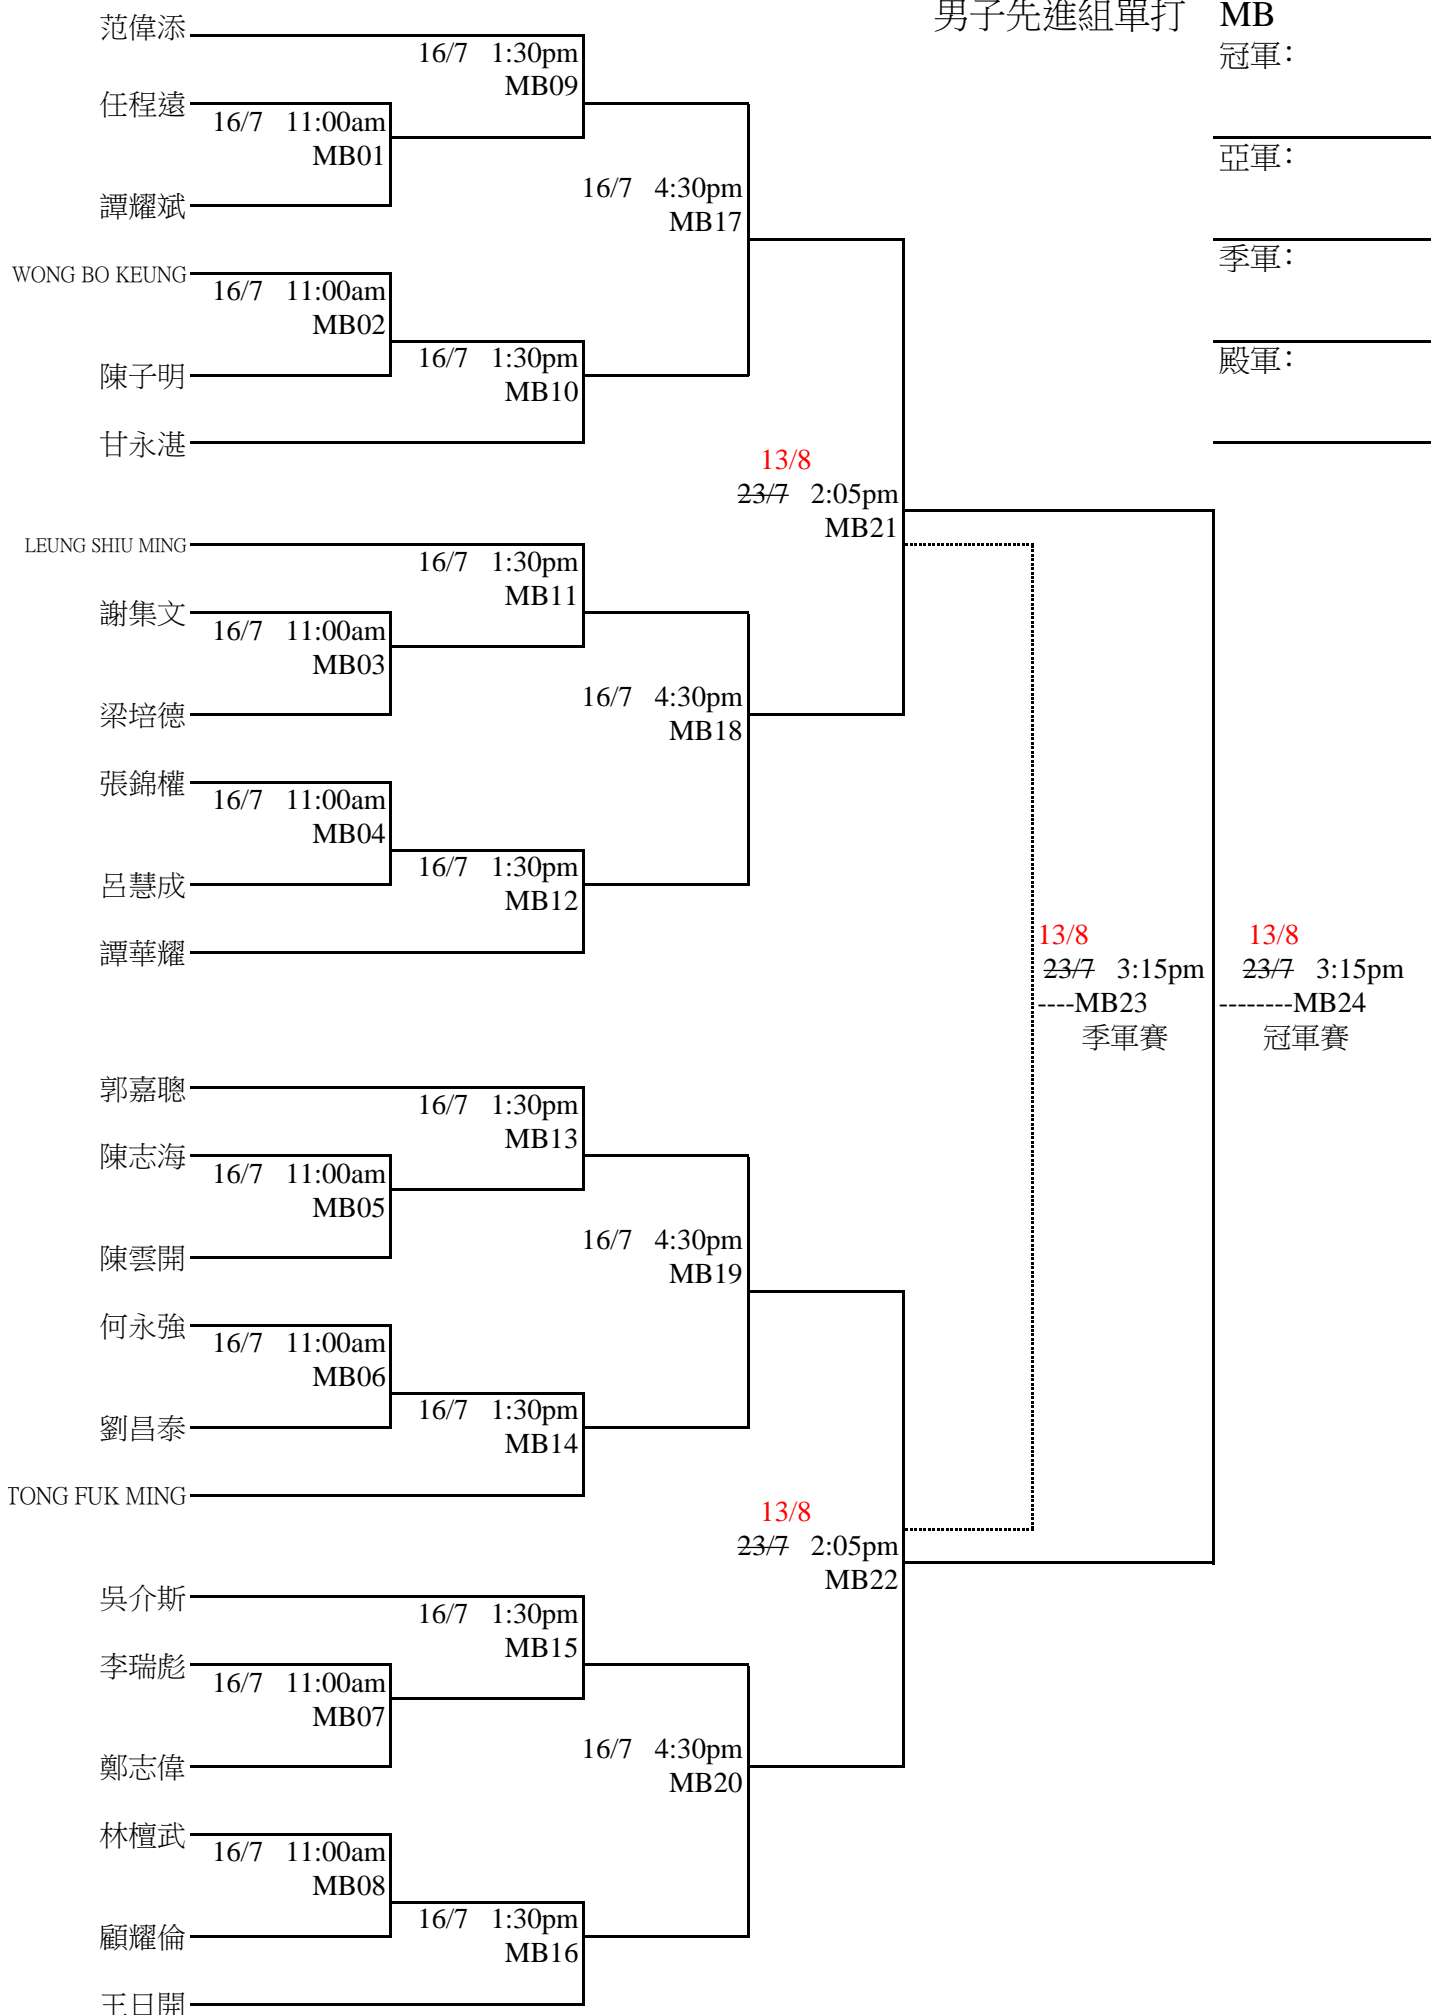 男子先進組單打 MB
范偉添
16/7 1:30pm
冠軍：
MB09
任程遠
16/7 11:00am
MB01
亞軍：
16/7 4:30pm
譚耀斌
MB17
季軍：
WONG BO KEUNG
16/7 11:00am
MB02
16/7 1:30pm
殿軍：
陳子明
MB10
甘永湛
13/8
23/7 2:05pm
MB21
LEUNG SHIU MING
16/7 1:30pm
MB11
謝集文
16/7 11:00am
MB03
16/7 4:30pm
梁培德
MB18
張錦權
16/7 11:00am
MB04
16/7 1:30pm
呂慧成
MB12
譚華耀
13/8 13/8
23/7 3:15pm 23/7 3:15pm
----MB23 --------MB24
季軍賽 冠軍賽
郭嘉聰
16/7 1:30pm
MB13
陳志海
16/7 11:00am
MB05
16/7 4:30pm
陳雲開
MB19
何永強
16/7 11:00am
MB06
16/7 1:30pm
劉昌泰
MB14
TONG FUK MING
13/8
23/7 2:05pm
MB22
吳介斯
16/7 1:30pm
MB15
李瑞彪
16/7 11:00am
MB07
16/7 4:30pm
鄭志偉
MB20
林檀武
16/7 11:00am
MB08
16/7 1:30pm
顧耀倫
MB16
王日開